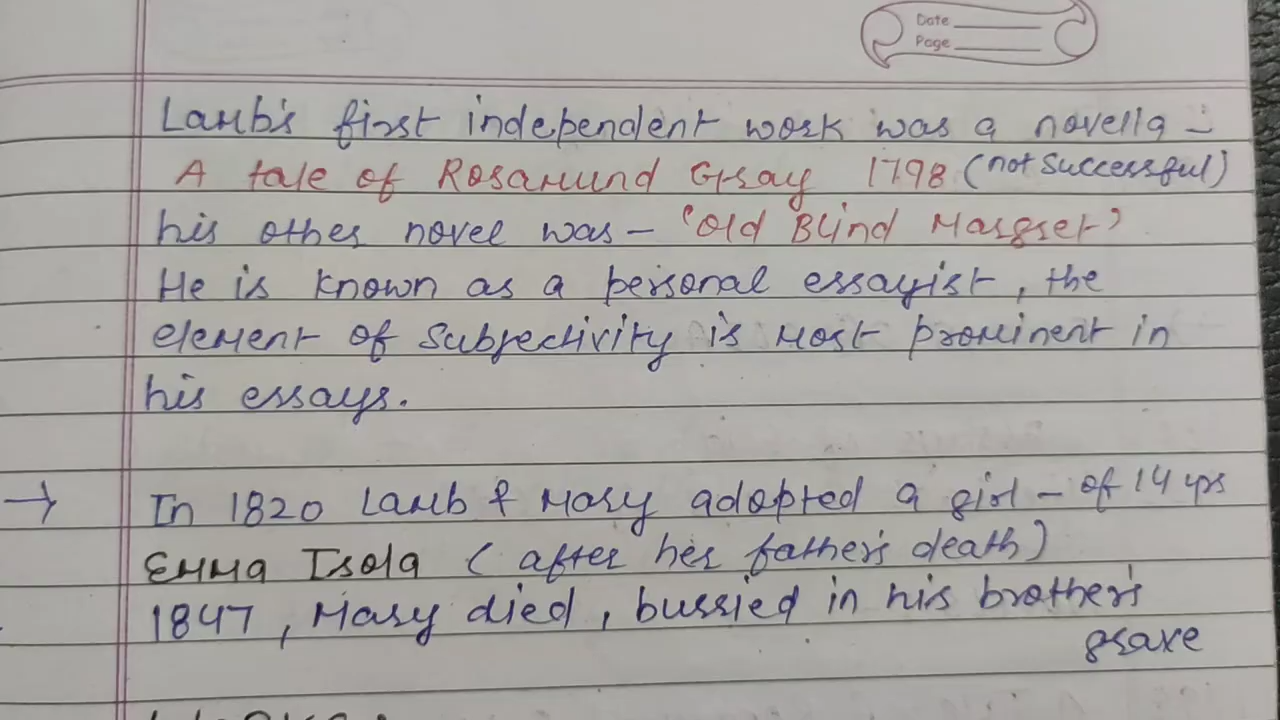 Date
Page
Lamb's first independent work was a novella -
A tale of Rosamund Gray 1798 (not successful)
his other novel was - 'Old Blind Margret'
He is known as a personal essayist, the
element of Subjectivity is most prominent in
his essays.
→ In 1820 Lamb & Mary adopted a girl - of 14 yrs
Emma Isola (after her father's death)
1847, Mary died, burried in his brother's
grave